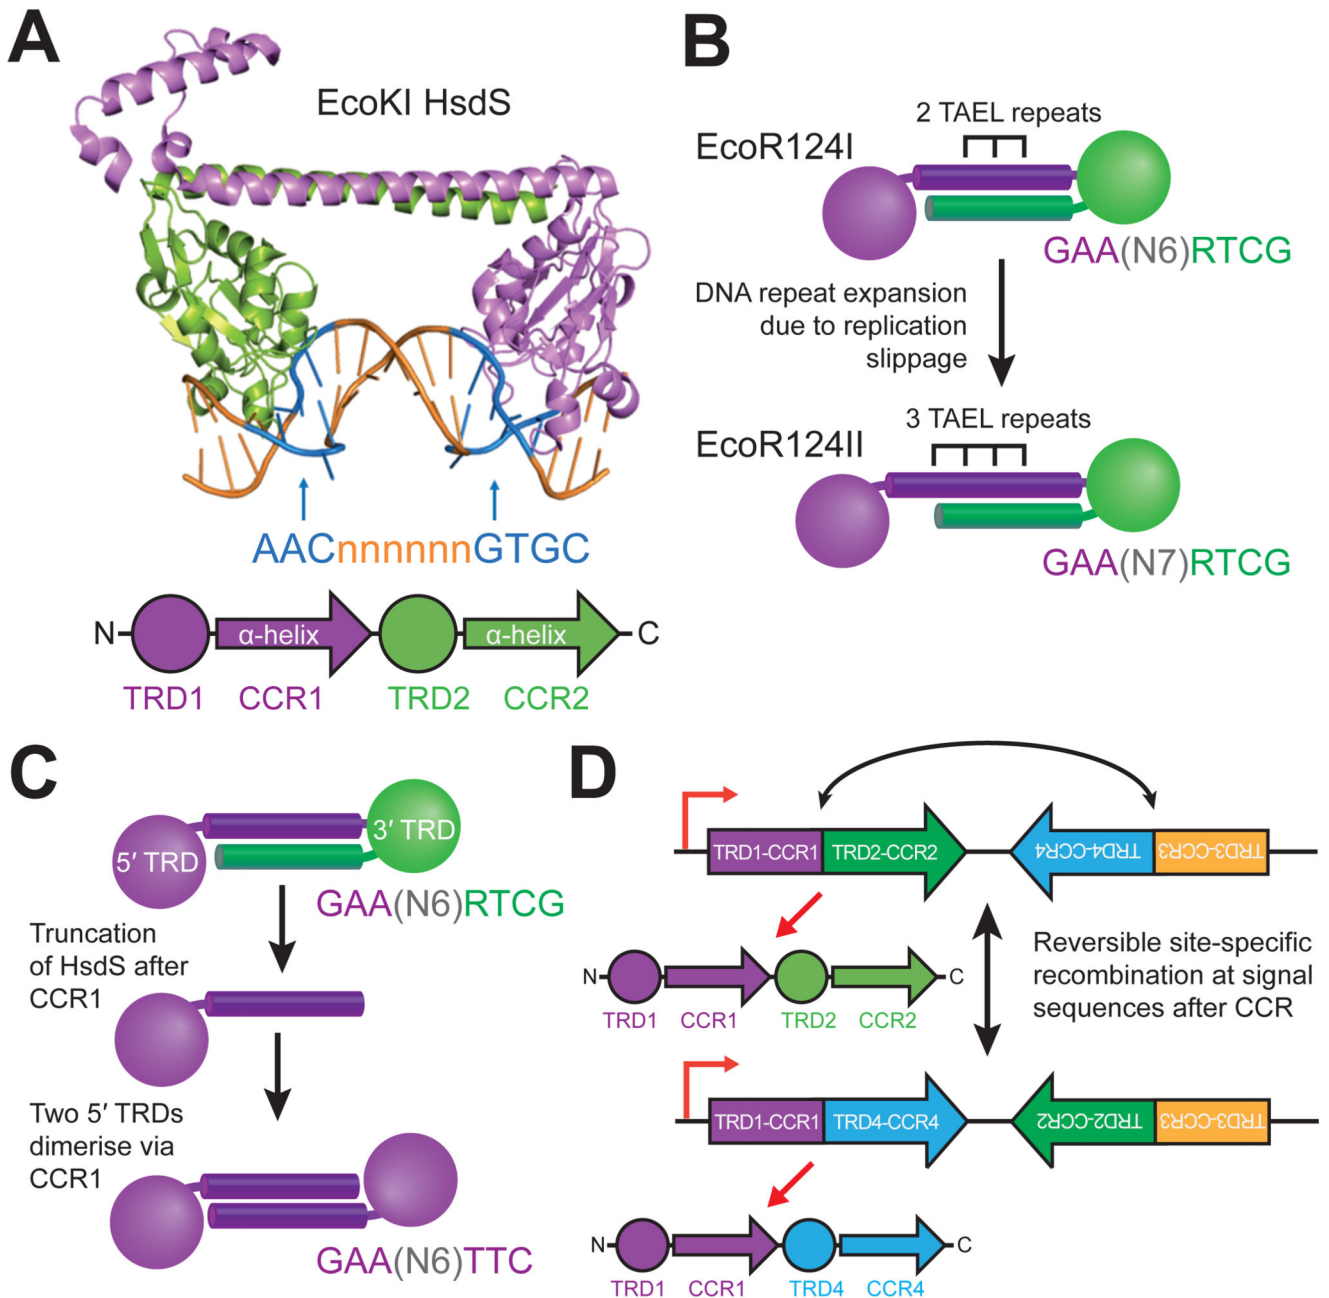 A
EcoKI HsdS
AACnnnnnnGTGC
N
α-helix
α-helix
C
TRD1
CCR1
TRD2
CCR2
B
2 TAEL repeats
EcoR124I
GAA(N6)RTCG
DNA repeat expansion
due to replication
slippage
3 TAEL repeats
EcoR124II
GAA(N7)RTCG
C
5′ TRD
3′ TRD
GAA(N6)RTCG
Truncation
of HsdS after
CCR1
Two 5′ TRDs
dimerise via
CCR1
GAA(N6)TTC
D
TRD1-CCR1
TRD2-CCR2
TRD4-CCR4
TRD3-CCR3
N
C
TRD1
CCR1
TRD2
CCR2
Reversible site-specific
recombination at signal
sequences after CCR
TRD1-CCR1
TRD4-CCR4
TRD2-CCR2
TRD3-CCR3
N
C
TRD1
CCR1
TRD4
CCR4